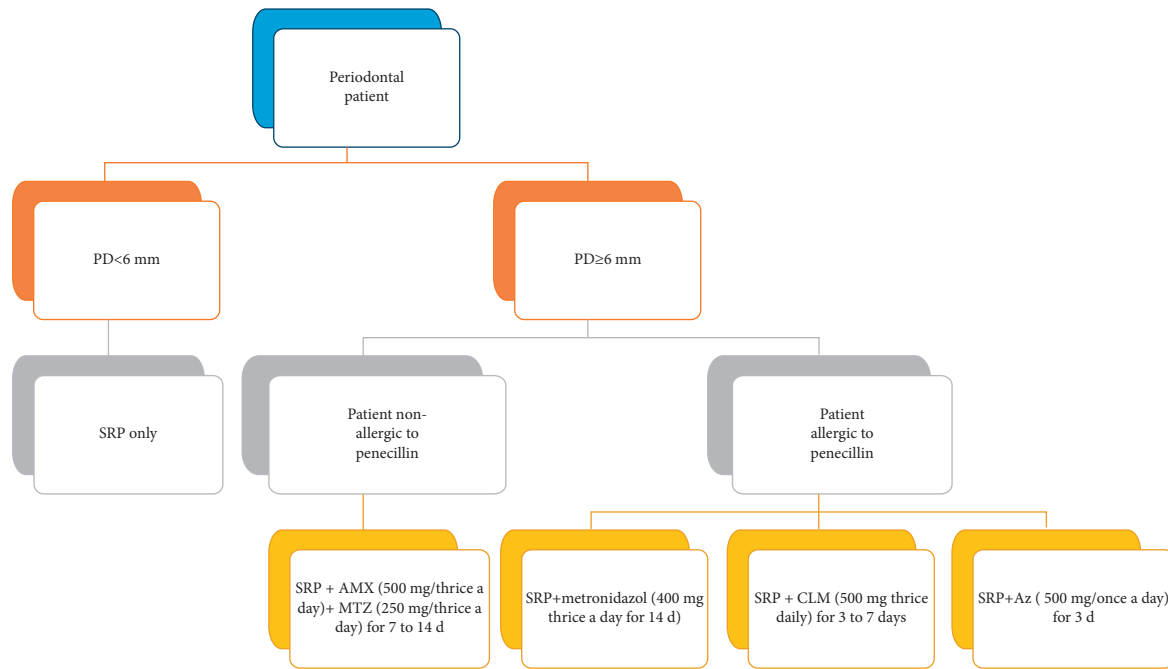 Periodontal
patient
PD<6 mm
PD≥6 mm
SRP only
Patient non-
allergic to
penecillin
Patient
allergic to
penecillin
SRP + AMX (500 mg/thrice a
day)+ MTZ (250 mg/thrice a
day) for 7 to 14 d
SRP+metronidazol (400 mg
thrice a day for 14 d)
SRP + CLM (500 mg thrice
daily) for 3 to 7 days
SRP+Az ( 500 mg/once a day)
for 3 d